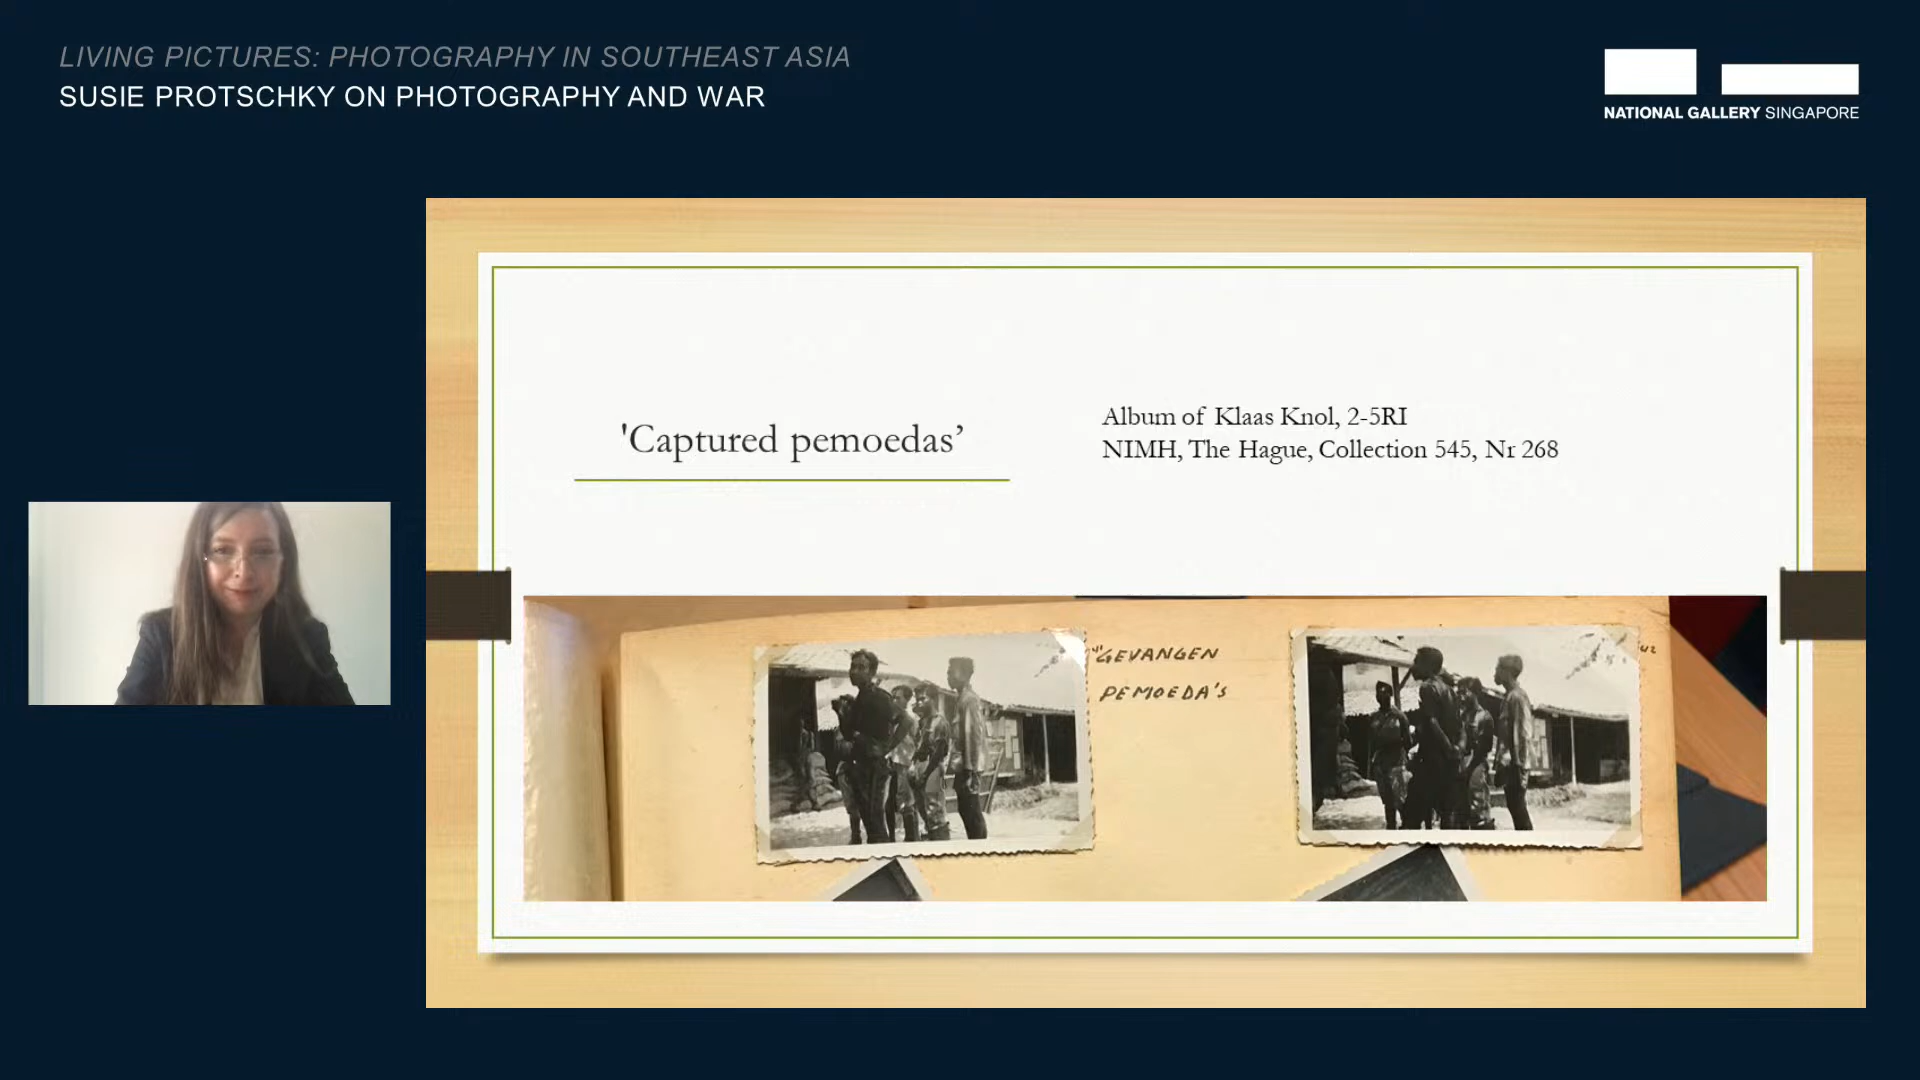 LIVING PICTURES: PHOTOGRAPHY IN SOUTHEAST ASIA
SUSIE PROTSCHKY ON PHOTOGRAPHY AND WAR
NATIONAL GALLERY SINGAPORE
'Captured pemoedas’
Album of Klaas Knol, 2-5RI
NIMH, The Hague, Collection 545, Nr 268
"GEVANGEN
PEMOEDA's